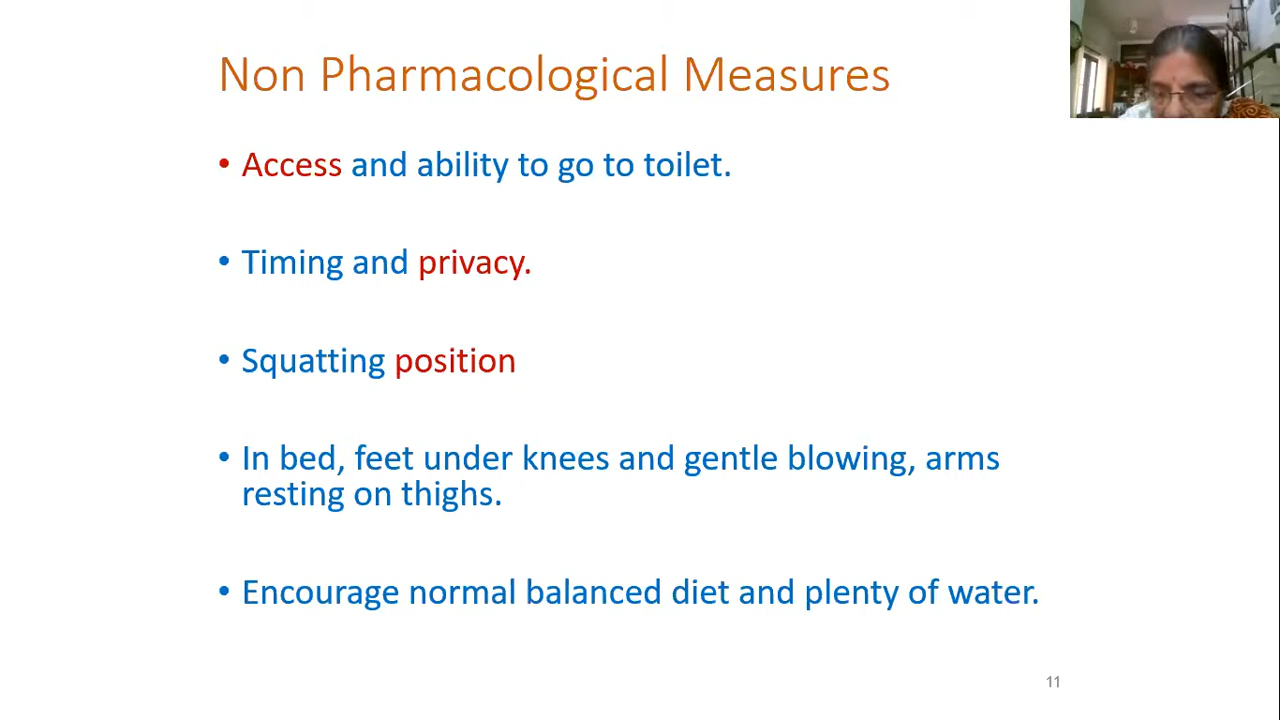 Non Pharmacological Measures
• Access and ability to go to toilet.
• Timing and privacy.
• Squatting position
• In bed, feet under knees and gentle blowing, arms
resting on thighs.
• Encourage normal balanced diet and plenty of water.
11